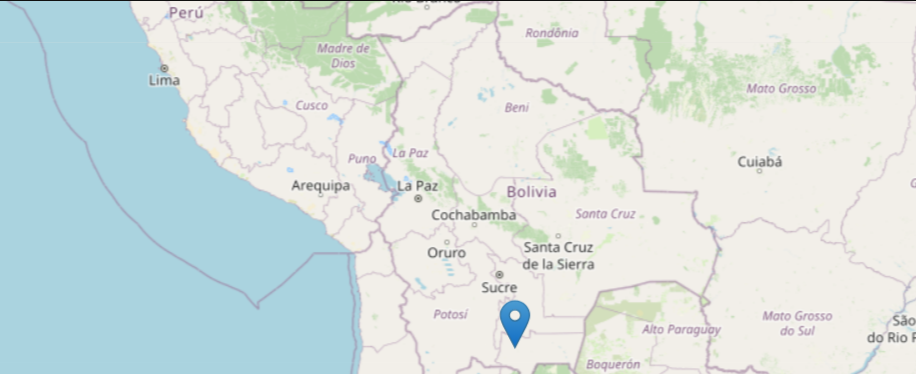 Perú
Rondônia
Madre de
Dios
Lima
Mato Grosso
Cusco
Beni
Puno
La Paz
Cuiabá
Arequipa
La Paz
Bolivia
Cochabamba
Santa Cruz
Oruro
Santa Cruz
de la Sierra
Sucre
Potosí
Mato Grosso
do Sul
Alto Paraguay
São
do Rio P
Boquerón